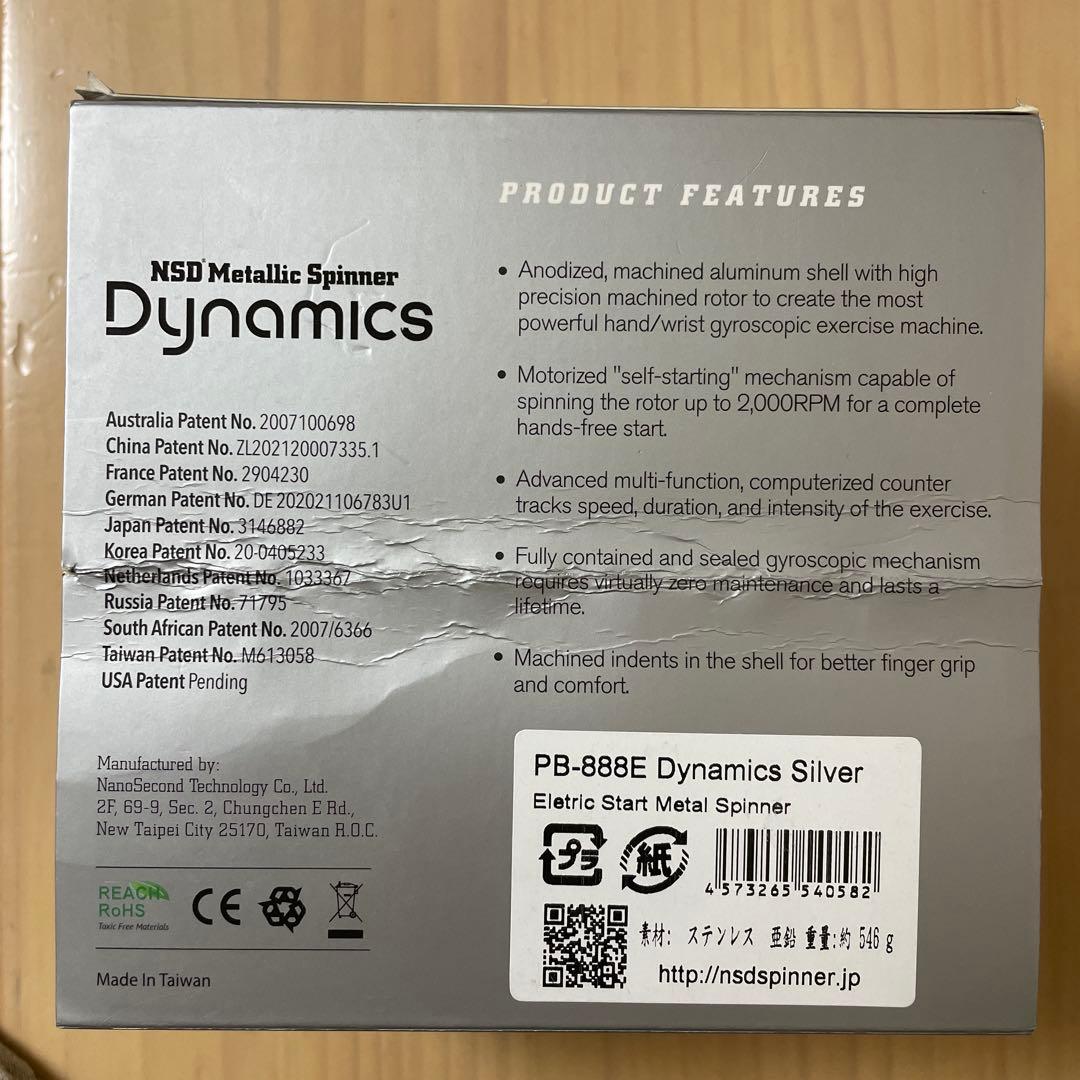 NSD® Metallic Spinner
Dynamics
Australia Patent No. 2007100698
China Patent No. ZL202120007335.1
France Patent No. 2904230
German Patent No. DE 202021106783U1
Japan Patent No. 3146882
Korea Patent No. 20-0405233
Netherlands Patent No. 1033367
Russia Patent No. 71795
South African Patent No. 2007/6366
Taiwan Patent No. M613058
USA Patent Pending
Manufactured by:
NanoSecond Technology Co., Ltd.
2F, 69-9, Sec. 2, Chungchen E Rd.,
New Taipei City 25170, Taiwan R.O.C.
REACH
RoHS
Toxic Free Materials
CE
Made In Taiwan
PRODUCT FEATURES
• Anodized, machined aluminum shell with high
precision machined rotor to create the most
powerful hand/wrist gyroscopic exercise machine.
• Motorized "self-starting" mechanism capable of
spinning the rotor up to 2,000RPM for a complete
hands-free start.
• Advanced multi-function, computerized counter
tracks speed, duration, and intensity of the exercise.
• Fully contained and sealed gyroscopic mechanism
requires virtually zero maintenance and lasts a
lifetime.
• Machined indents in the shell for better finger grip
and comfort.
PB-888E Dynamics Silver
Eletric Start Metal Spinner
プラ
紙
4 573265 540582
素材: ステンレス 亜鉛 重量:約 546 g
http://nsdspinner.jp